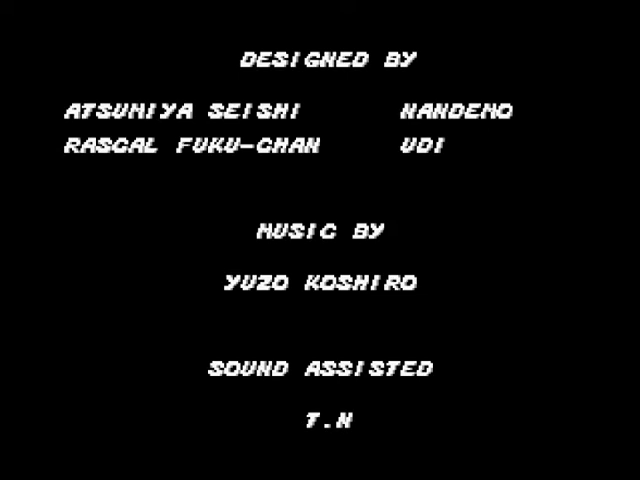 DESIGNED BY
ATSUMIYA SEISHI NANDEMO
RASCAL FUKU-CHAN UDI
MUSIC BY
YUZO KOSHIRO
SOUND ASSISTED
T.N